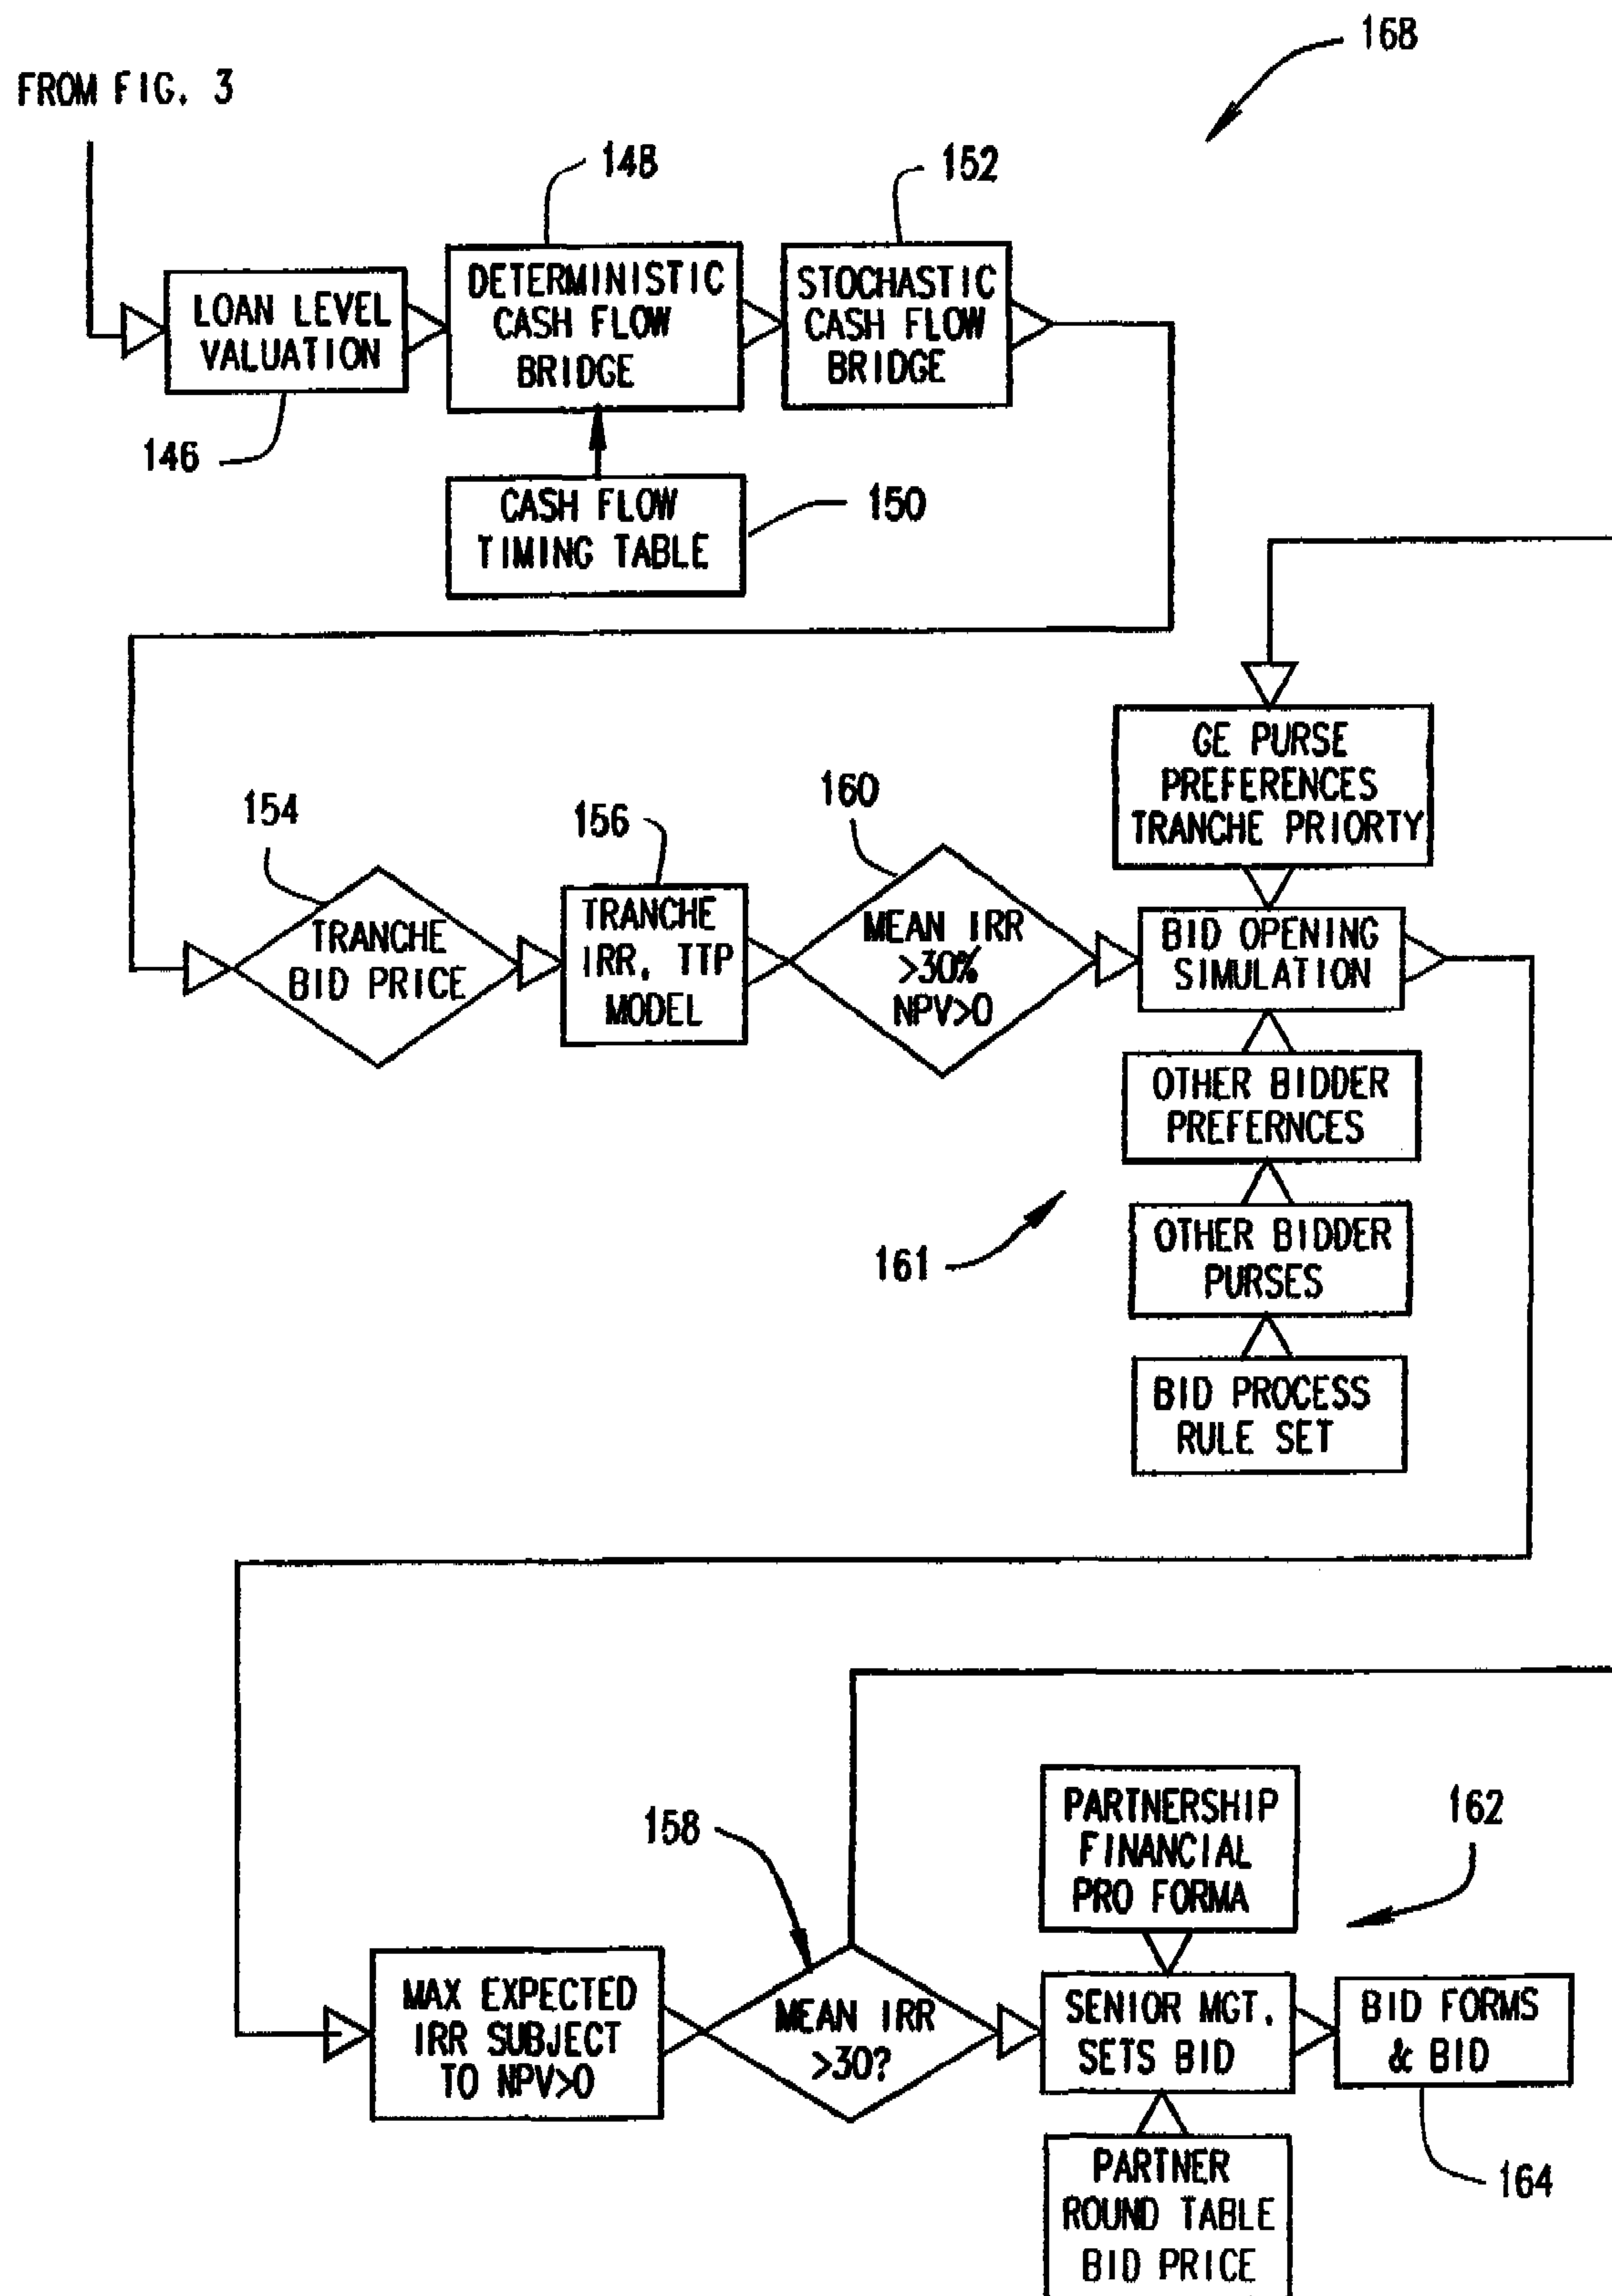 168
FROM FIG. 3
148
152
LOAN LEVEL
VALUATION
DETERMINISTIC
CASH FLOW
BRIDGE
STOCHASTIC
CASH FLOW
BRIDGE
146
CASH FLOW
TIMING TABLE
150
GE PURSE
PREFERENCES
TRANCHE PRIORTY
154
156
160
TRANCHE
BID PRICE
TRANCHE
IRR, TTP
MODEL
MEAN IRR
>30%
NPV>0
BID OPENING
SIMULATION
OTHER BIDDER
PREFERNCES
161
OTHER BIDDER
PURSES
BID PROCESS
RULE SET
158
PARTNERSHIP
FINANCIAL
PRO FORMA
162
MAX EXPECTED
IRR SUBJECT
TO NPV>0
MEAN IRR
>30?
SENIOR MGT.
SETS BID
BID FORMS
& BID
PARTNER
ROUND TABLE
BID PRICE
164